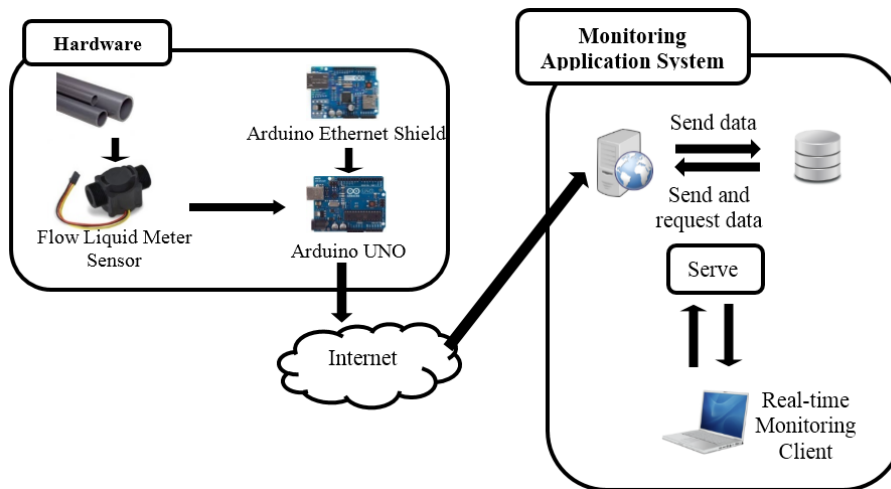 Hardware
Arduino Ethernet Shield
Flow Liquid Meter
Sensor
Arduino UNO
Internet
Monitoring
Application System
Send data
Send and
request data
Serve
Real-time
Monitoring
Client